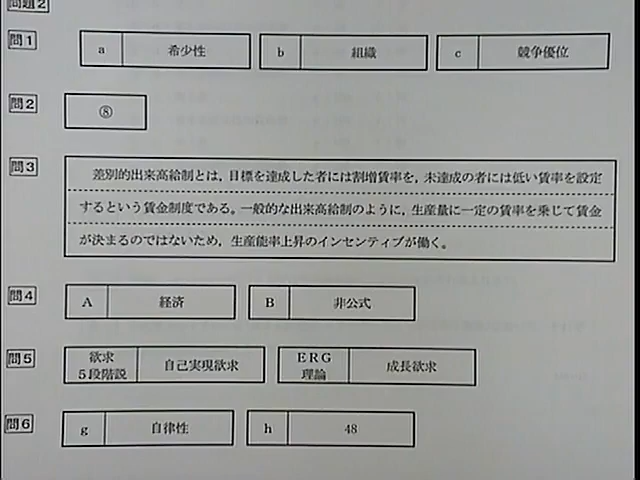 問題2
問1 a 希少性 b 組織 c 競争優位
問2 ⑧
問3 差別的出来高給制とは，目標を達成した者には割増賃率を，未達成の者には低い賃率を設定
するという賃金制度である。一般的な出来高給制のように，生産量に一定の賃率を乗じて賃金
が決まるのではないため，生産能率上昇のインセンティブが働く。
問4 A 経済 B 非公式
問5 欲求5段階説 自己実現欲求 ERG理論 成長欲求
問6 g 自律性 h 48